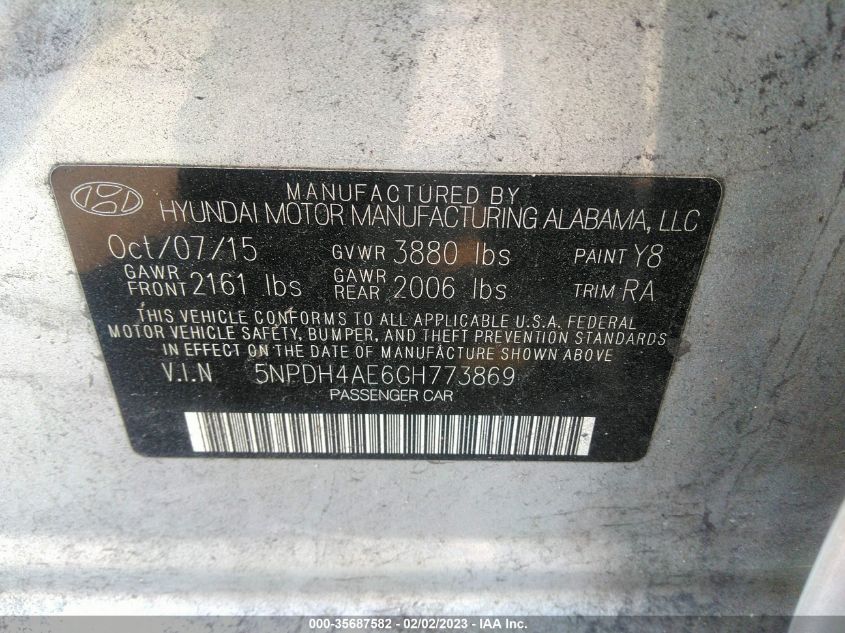 MANUFACTURED BY
HYUNDAI MOTOR MANUFACTURING ALABAMA, LLC
Oct/07/15 GVWR 3880 lbs PAINT Y8
GAWR FRONT 2161 lbs GAWR REAR 2006 lbs TRIM RA
THIS VEHICLE CONFORMS TO ALL APPLICABLE U.S.A. FEDERAL
MOTOR VEHICLE SAFETY, BUMPER, AND THEFT PREVENTION STANDARDS
IN EFFECT ON THE DATE OF MANUFACTURE SHOWN ABOVE
V.I.N 5NPDH4AE6GH773869
PASSENGER CAR
000-35687582 - 02/02/2023 - IAA Inc.